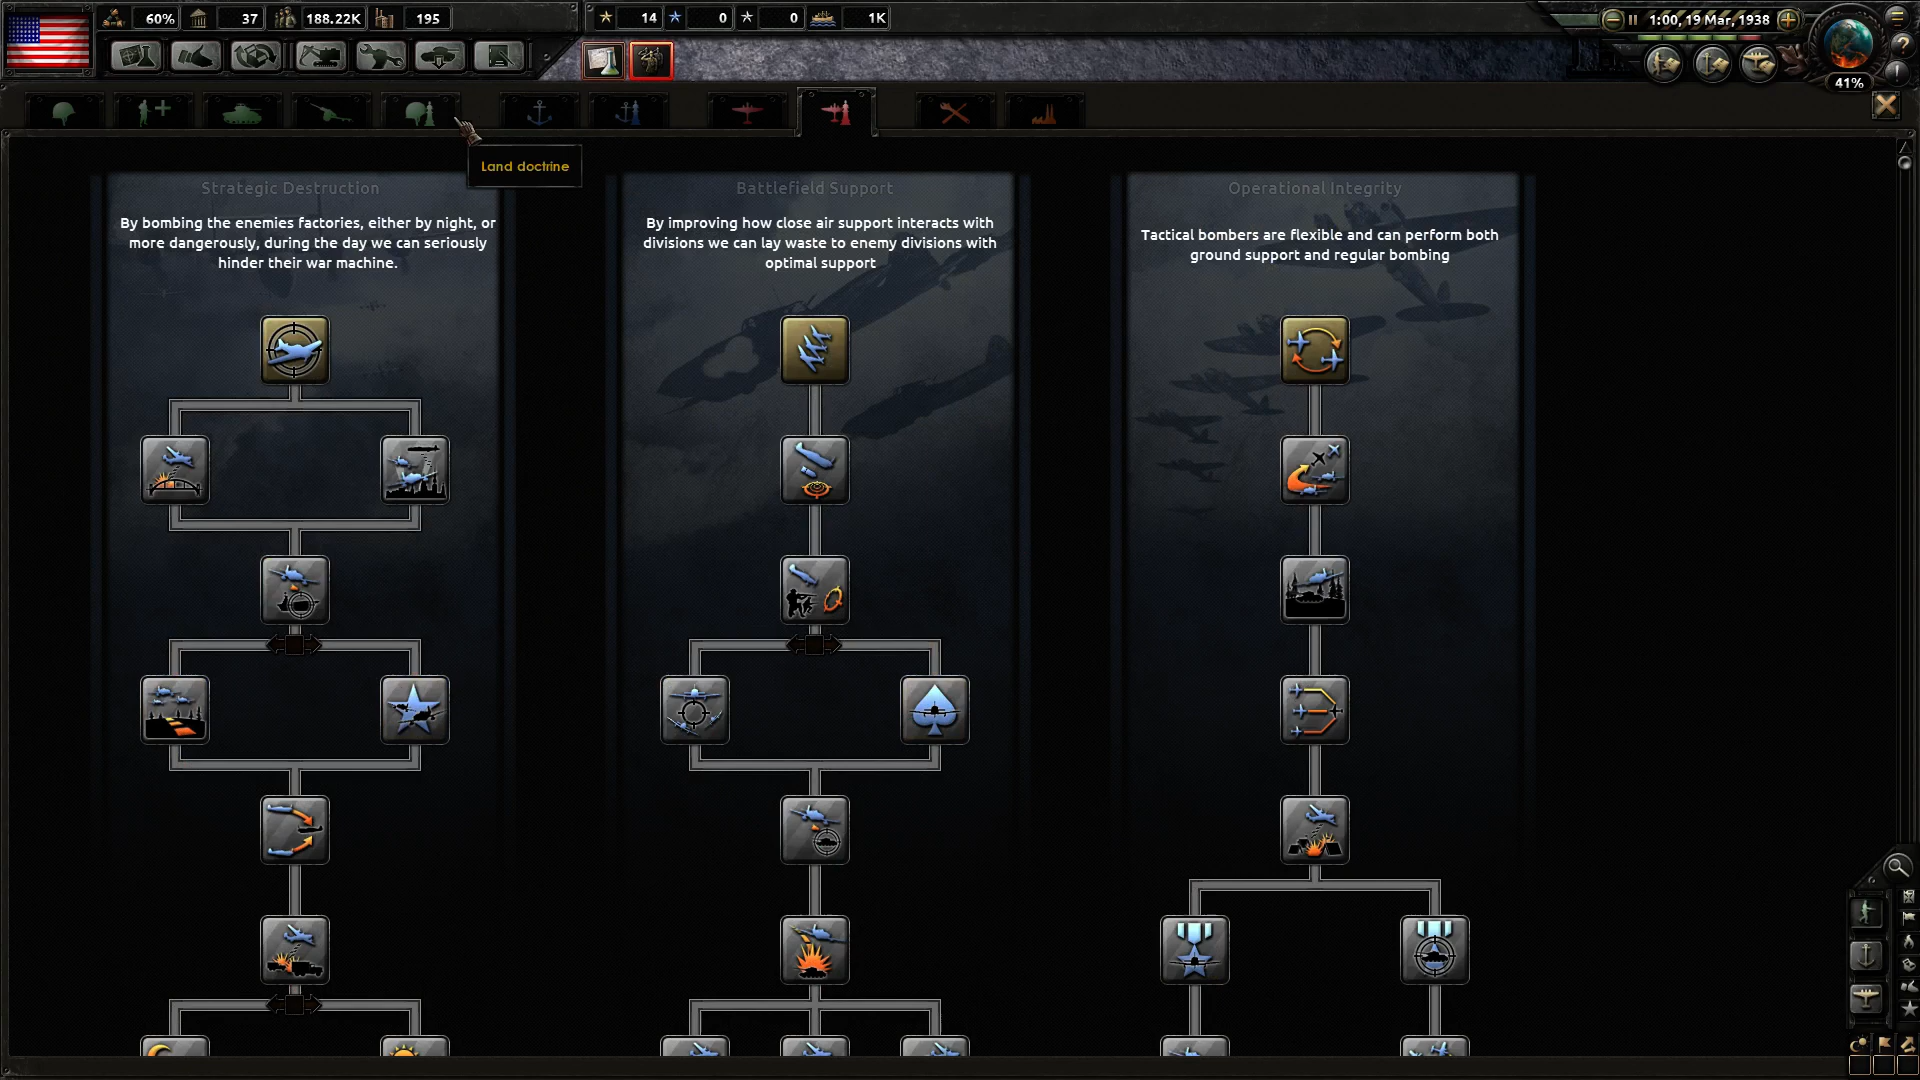 60%
37
188.22K
195
14
0
0
1K
1:00, 19 Mar, 1938
41%
Land doctrine
Strategic Destruction
By bombing the enemies factories, either by night, or
more dangerously, during the day we can seriously
hinder their war machine.
Battlefield Support
By improving how close air support interacts with
divisions we can lay waste to enemy divisions with
optimal support
Operational Integrity
Tactical bombers are flexible and can perform both
ground support and regular bombing